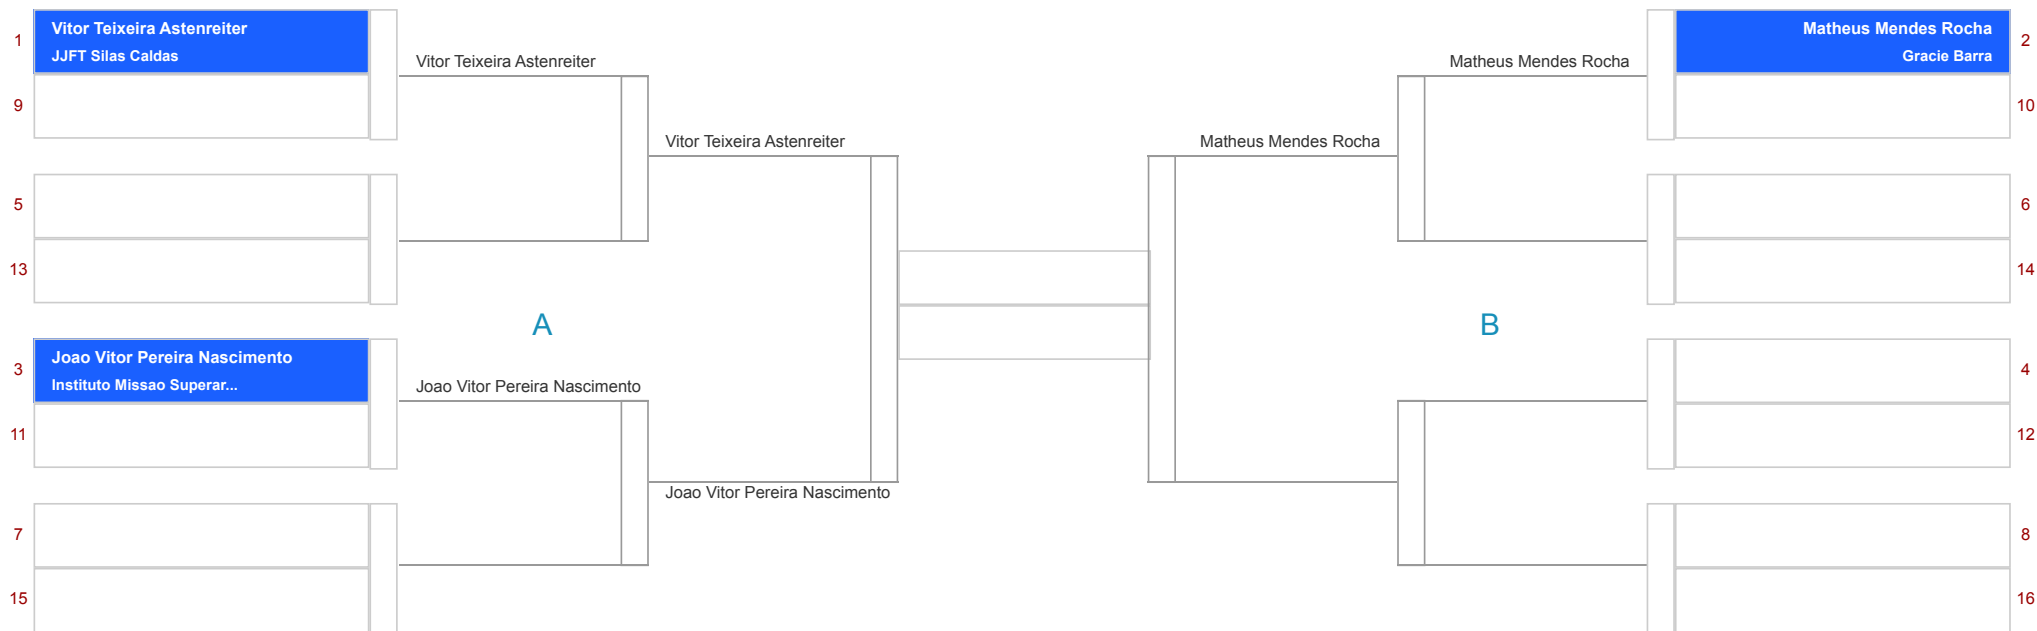 1
Vitor Teixeira Astenreiter
JJFT Silas Caldas
9
5
13
3
Joao Vitor Pereira Nascimento
Instituto Missao Superar...
11
7
15
Vitor Teixeira Astenreiter
Joao Vitor Pereira Nascimento
A
Vitor Teixeira Astenreiter
Joao Vitor Pereira Nascimento
Matheus Mendes Rocha
B
Matheus Mendes Rocha
Matheus Mendes Rocha
Gracie Barra
2
10
6
14
4
12
8
16